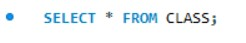 SELECT * FROM CLASS;